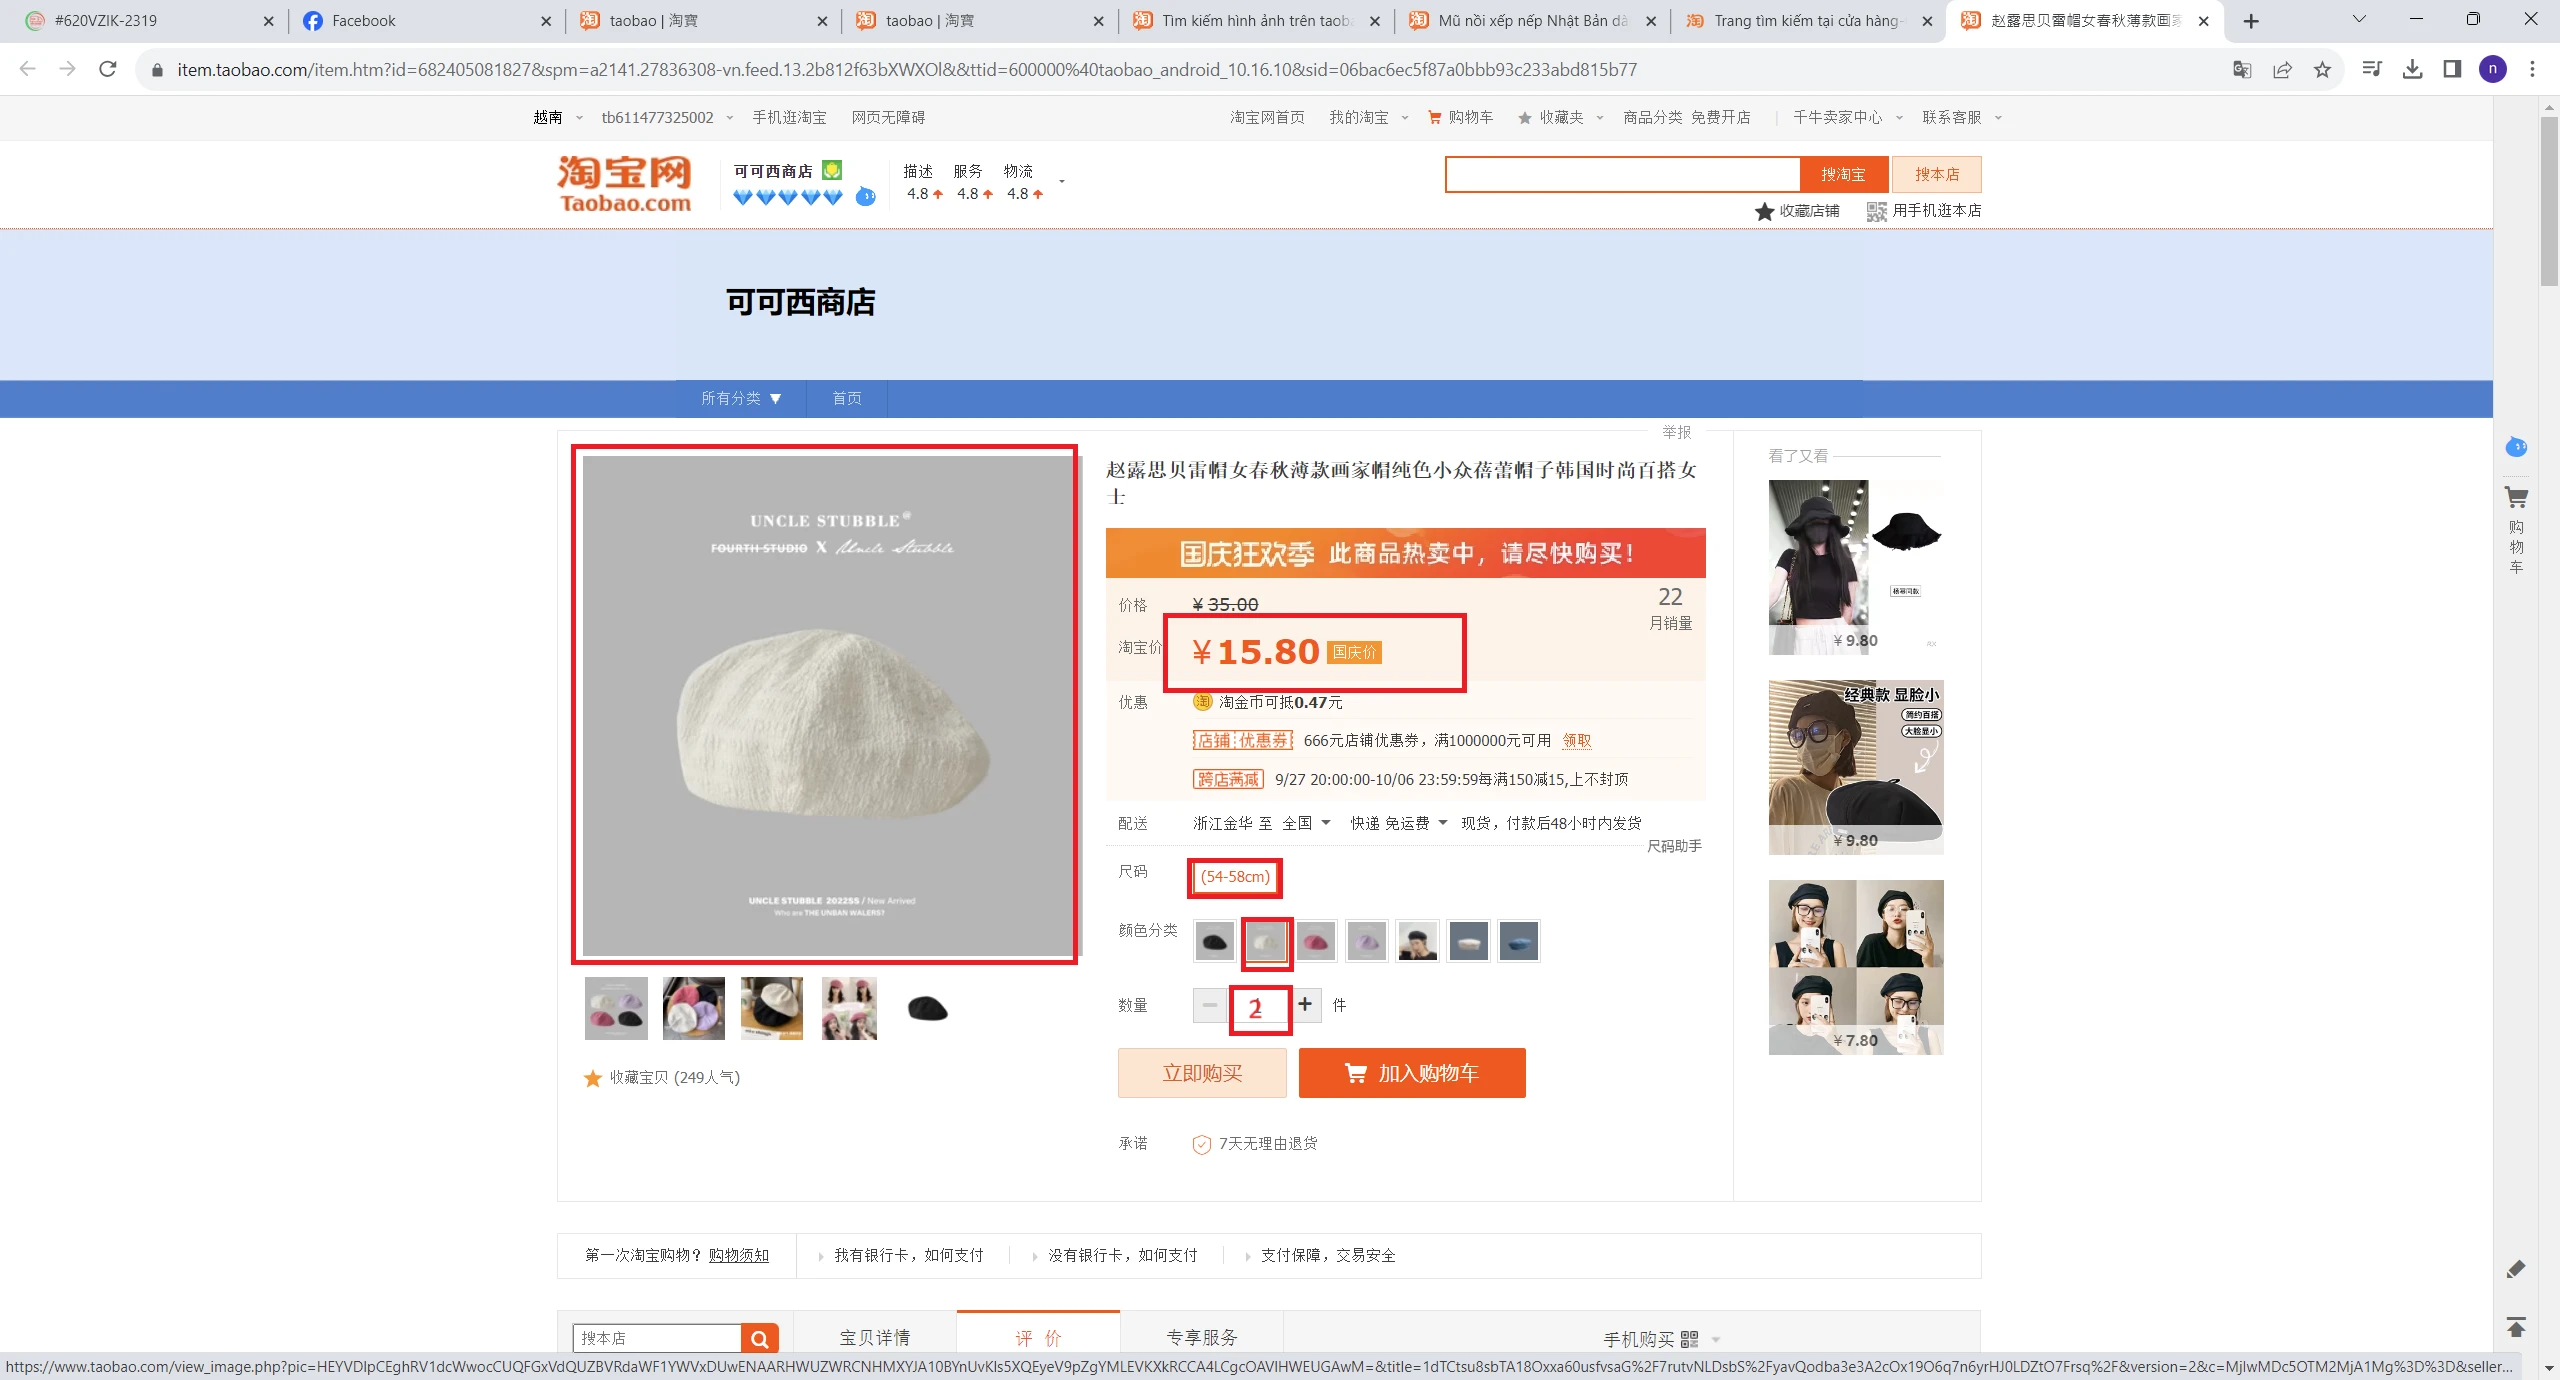 #620VZIK-2319
Facebook
taobao | 淘寶
taobao | 淘寶
Tìm kiếm hình ảnh trên taob
Mũ nồi xếp nếp Nhật Bản dà
Trang tìm kiếm tại cửa hàng-
赵露思贝雷帽女春秋薄款画家
item.taobao.com/item.htm?id=682405081827&spm=a2141.27836308-vn.feed.13.2b812f63bXWXOl&&ttid=600000%40taobao_android_10.16.10&sid=06bac6ec5f87a0bbb93c233abd815b77
n
越南 tb611477325002 手机逛淘宝 网页无障碍
淘宝网首页 我的淘宝 购物车 收藏夹 商品分类 免费开店 千牛卖家中心 联系客服
淘宝网
Taobao.com
可可西商店
描述 服务 物流
4.8 4.8 4.8
搜淘宝 搜本店
收藏店铺 用手机逛本店
可可西商店
所有分类 首页
举报
UNCLE STUBBLE®
FOURTH STUDIO X Uncle Stubble
UNCLE STUBBLE 2022SS / New Arrived
Who are THE UNBAN WALERS?
收藏宝贝 (249人气)
赵露思贝雷帽女春秋薄款画家帽纯色小众蓓蕾帽子韩国时尚百搭女
士
国庆狂欢季 此商品热卖中，请尽快购买！
价格 ¥ 35.00
22
月销量
淘宝价 ¥ 15.80 国庆价
优惠 淘 淘金币可抵0.47元
店铺 优惠券 666元店铺优惠券，满1000000元可用 领取
跨店满减 9/27 20:00:00-10/06 23:59:59每满150减15,上不封顶
配送 浙江金华 至 全国 快递 免运费 现货，付款后48小时内发货
尺码助手
尺码 (54-58cm)
颜色分类
数量 2 件
立即购买 加入购物车
承诺 7天无理由退货
看了又看
¥ 9.80
经典款 显脸小
简约百搭
大脸显小
¥ 9.80
¥ 7.80
购
物
车
第一次淘宝购物？ 购物须知 我有银行卡，如何支付 没有银行卡，如何支付 支付保障，交易安全
搜本店 宝贝详情 评 价 专享服务 手机购买